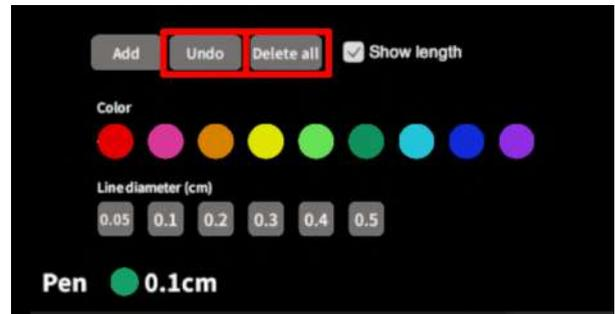 Add Undo Delete all Show length
Color
Line diameter (cm)
0.05 0.1 0.2 0.3 0.4 0.5
Pen 0.1cm